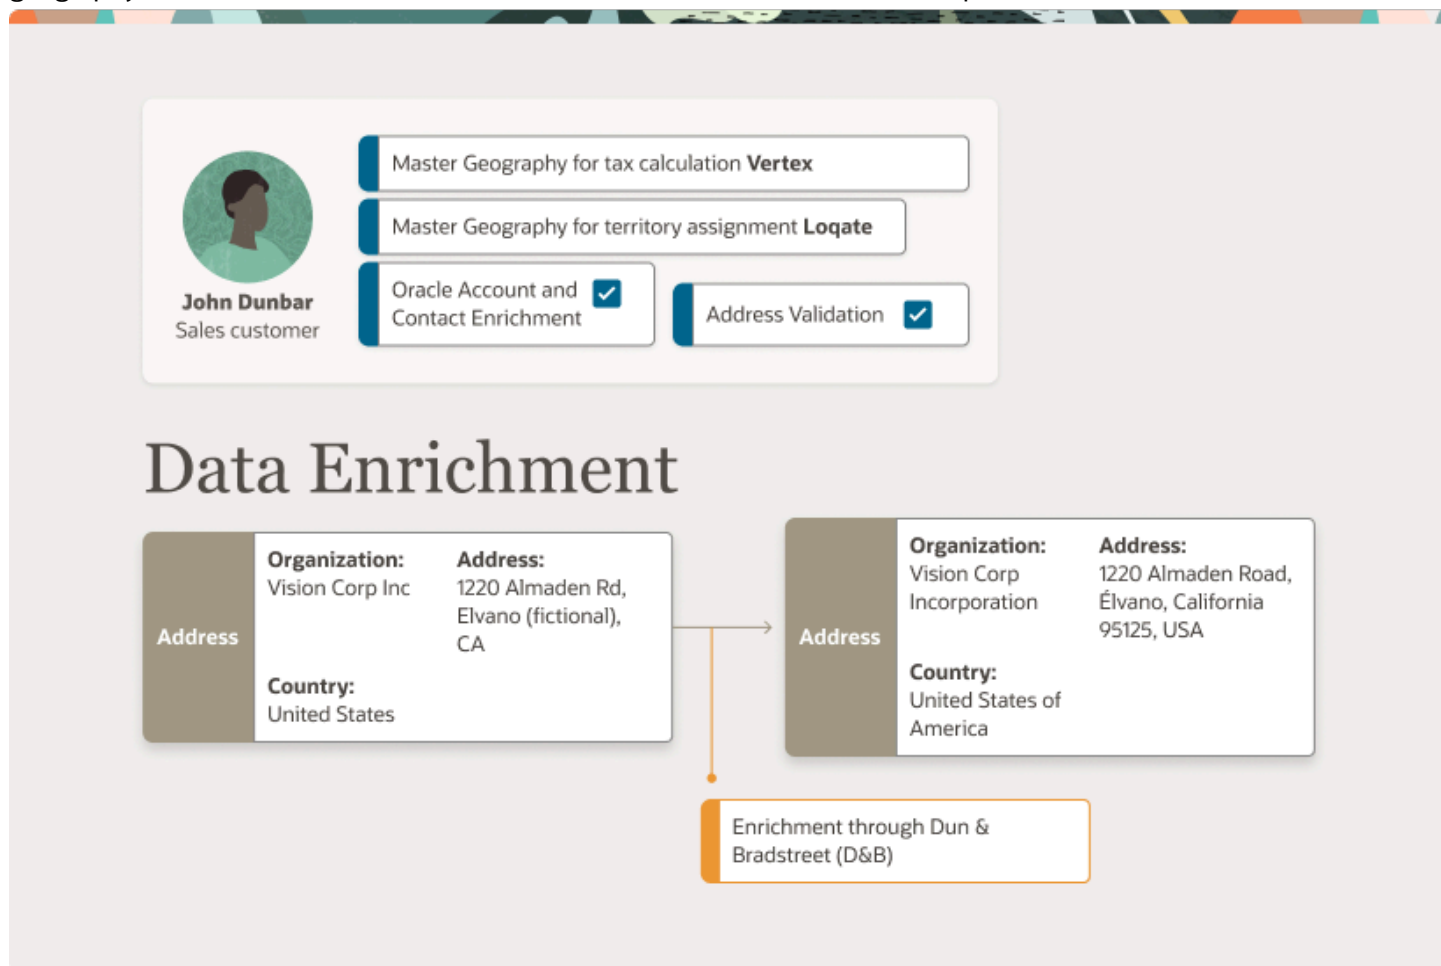 Master Geography for tax calculation Vertex
Master Geography for territory assignment Loqate
Oracle Account and
Contact Enrichment
Address Validation
John Dunbar
Sales customer
Data Enrichment
Address
Organization:
Vision Corp Inc
Address:
1220 Almaden Rd,
Elvano (fictional),
CA
Country:
United States
Address
Organization:
Vision Corp
Incorporation
Address:
1220 Almaden Road,
Élvano, California
95125, USA
Country:
United States of
America
Enrichment through Dun &
Bradstreet (D&B)